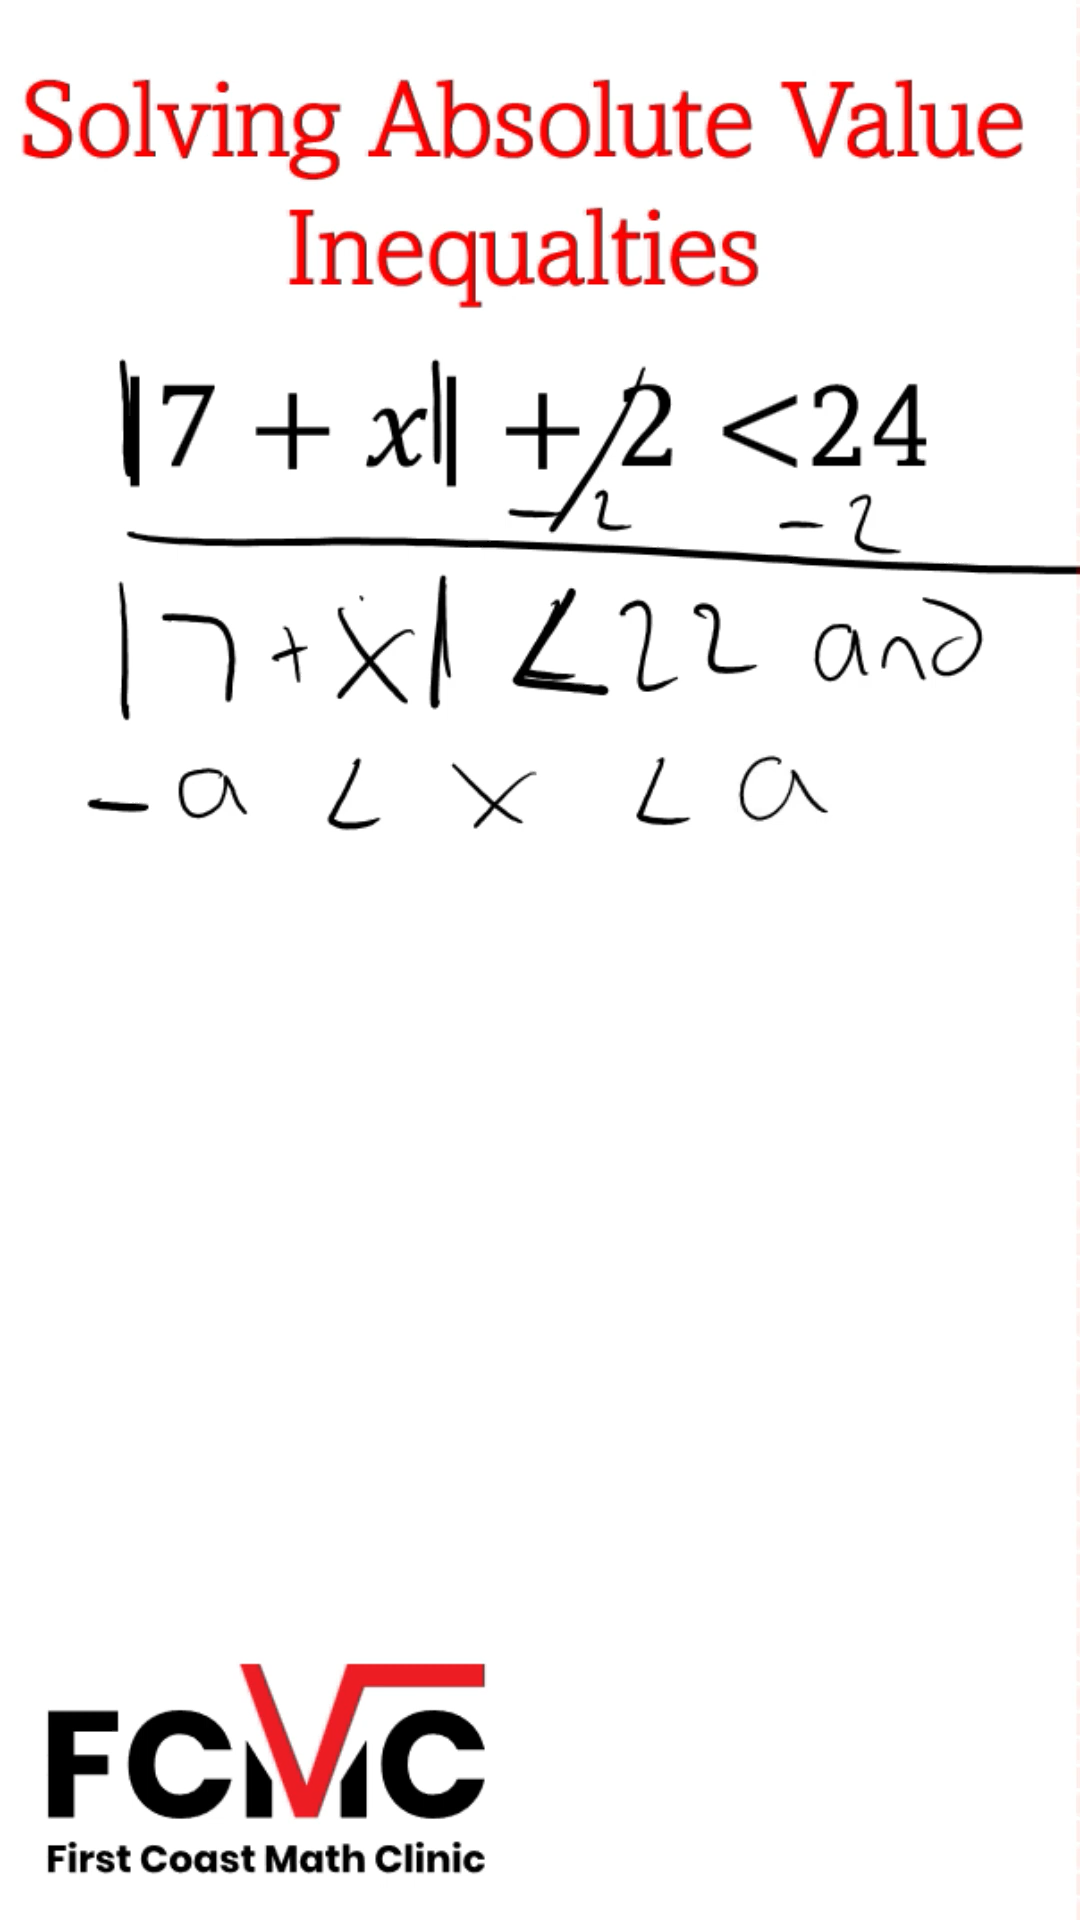 Solving Absolute Value
Inequalties
|7 + x| + 2 <24
-2 -2
|7+x| <22 and
-a < x < a
FCMC
First Coast Math Clinic